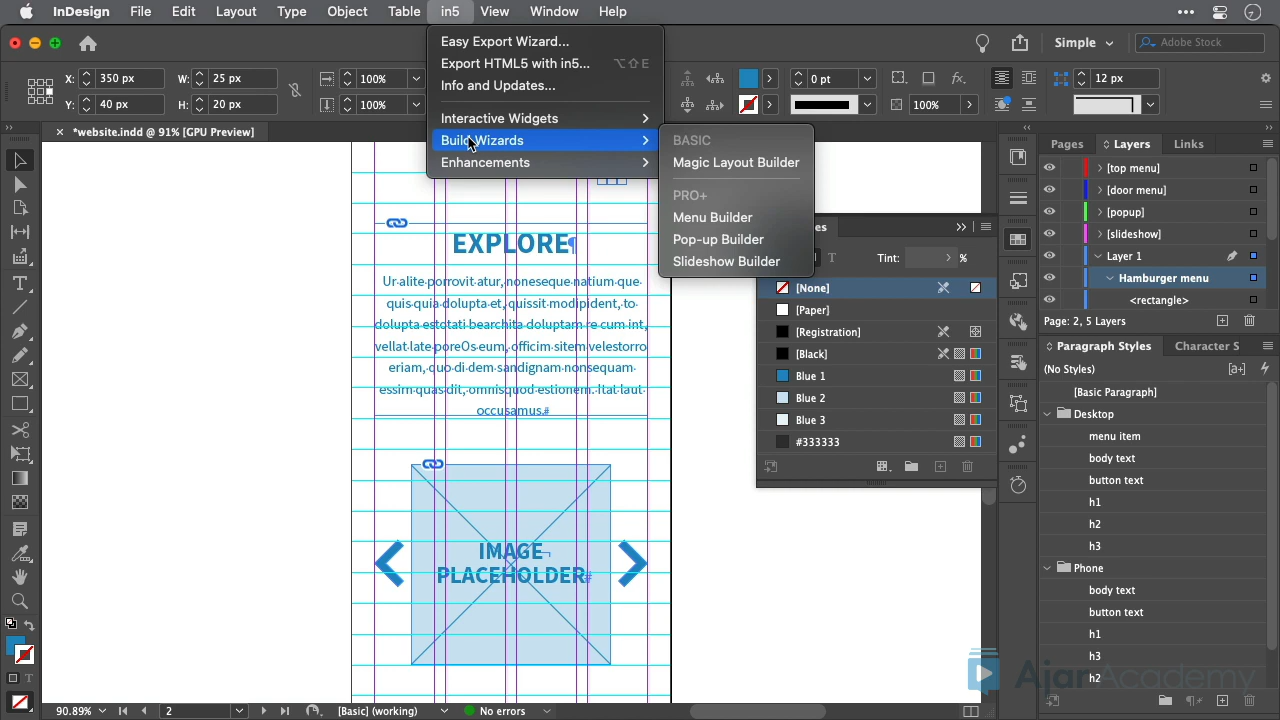 InDesign File Edit Layout Type Object Table in5 View Window Help
Easy Export Wizard...
Export HTML5 with in5... ⌥⇧E
Info and Updates...
Interactive Widgets
Build Wizards
Enhancements
BASIC
Magic Layout Builder
PRO+
Menu Builder
Pop-up Builder
Slideshow Builder
Simple
Adobe Stock
X: 350 px W: 25 px 100% 0 pt fx. 12 px
Y: 40 px H: 20 px 100% 100%
*website.indd @ 91% [GPU Preview]
EXPLORE¶
Ur alite porrovit atur, noneseque natium que
quis quia dolupta et, quissit modipident, to
dolupta estotati bearchita doluptam re cum int,
vellat late poreOs eum, officim sitem velestorro
eriam, quo di dem sandignam nonsequam
essim quas dit, omnisquod estionem. Itat laut
occusamus.#
IMAGE¬
PLACEHOLDER#
T Tint: %
[None]
[Paper]
[Registration]
[Black]
Blue 1
Blue 2
Blue 3
#333333
Pages Layers Links
[top menu]
[door menu]
[popup]
[slideshow]
Layer 1
Hamburger menu
<rectangle>
Page: 2, 5 Layers
Paragraph Styles Character S
(No Styles) [a+]
[Basic Paragraph]
Desktop
menu item
body text
button text
h1
h2
h3
Phone
body text
button text
h1
h3
h2
Ajar Academy
90.89% 2 [Basic] (working) No errors